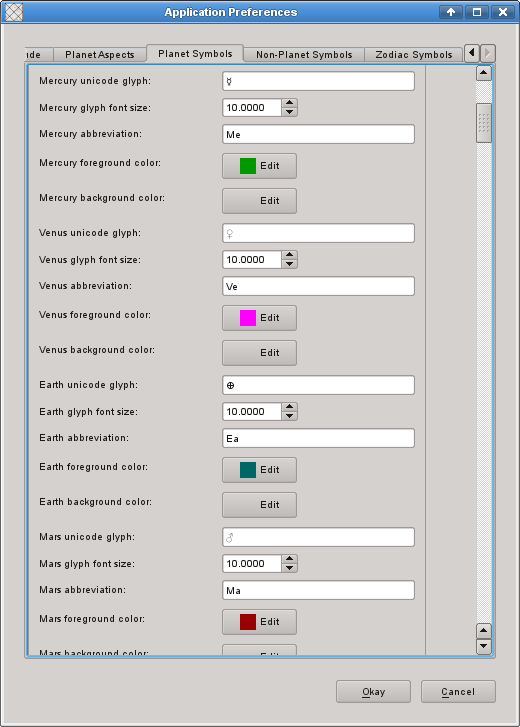 Application Preferences
ide Planet Aspects Planet Symbols Non-Planet Symbols Zodiac Symbols
Mercury unicode glyph: ☿
Mercury glyph font size: 10.0000
Mercury abbreviation: Me
Mercury foreground color: Edit
Mercury background color: Edit
Venus unicode glyph: ♀
Venus glyph font size: 10.0000
Venus abbreviation: Ve
Venus foreground color: Edit
Venus background color: Edit
Earth unicode glyph: ⊕
Earth glyph font size: 10.0000
Earth abbreviation: Ea
Earth foreground color: Edit
Earth background color: Edit
Mars unicode glyph: ♂
Mars glyph font size: 10.0000
Mars abbreviation: Ma
Mars foreground color: Edit
Mars background color: Edit
Okay Cancel